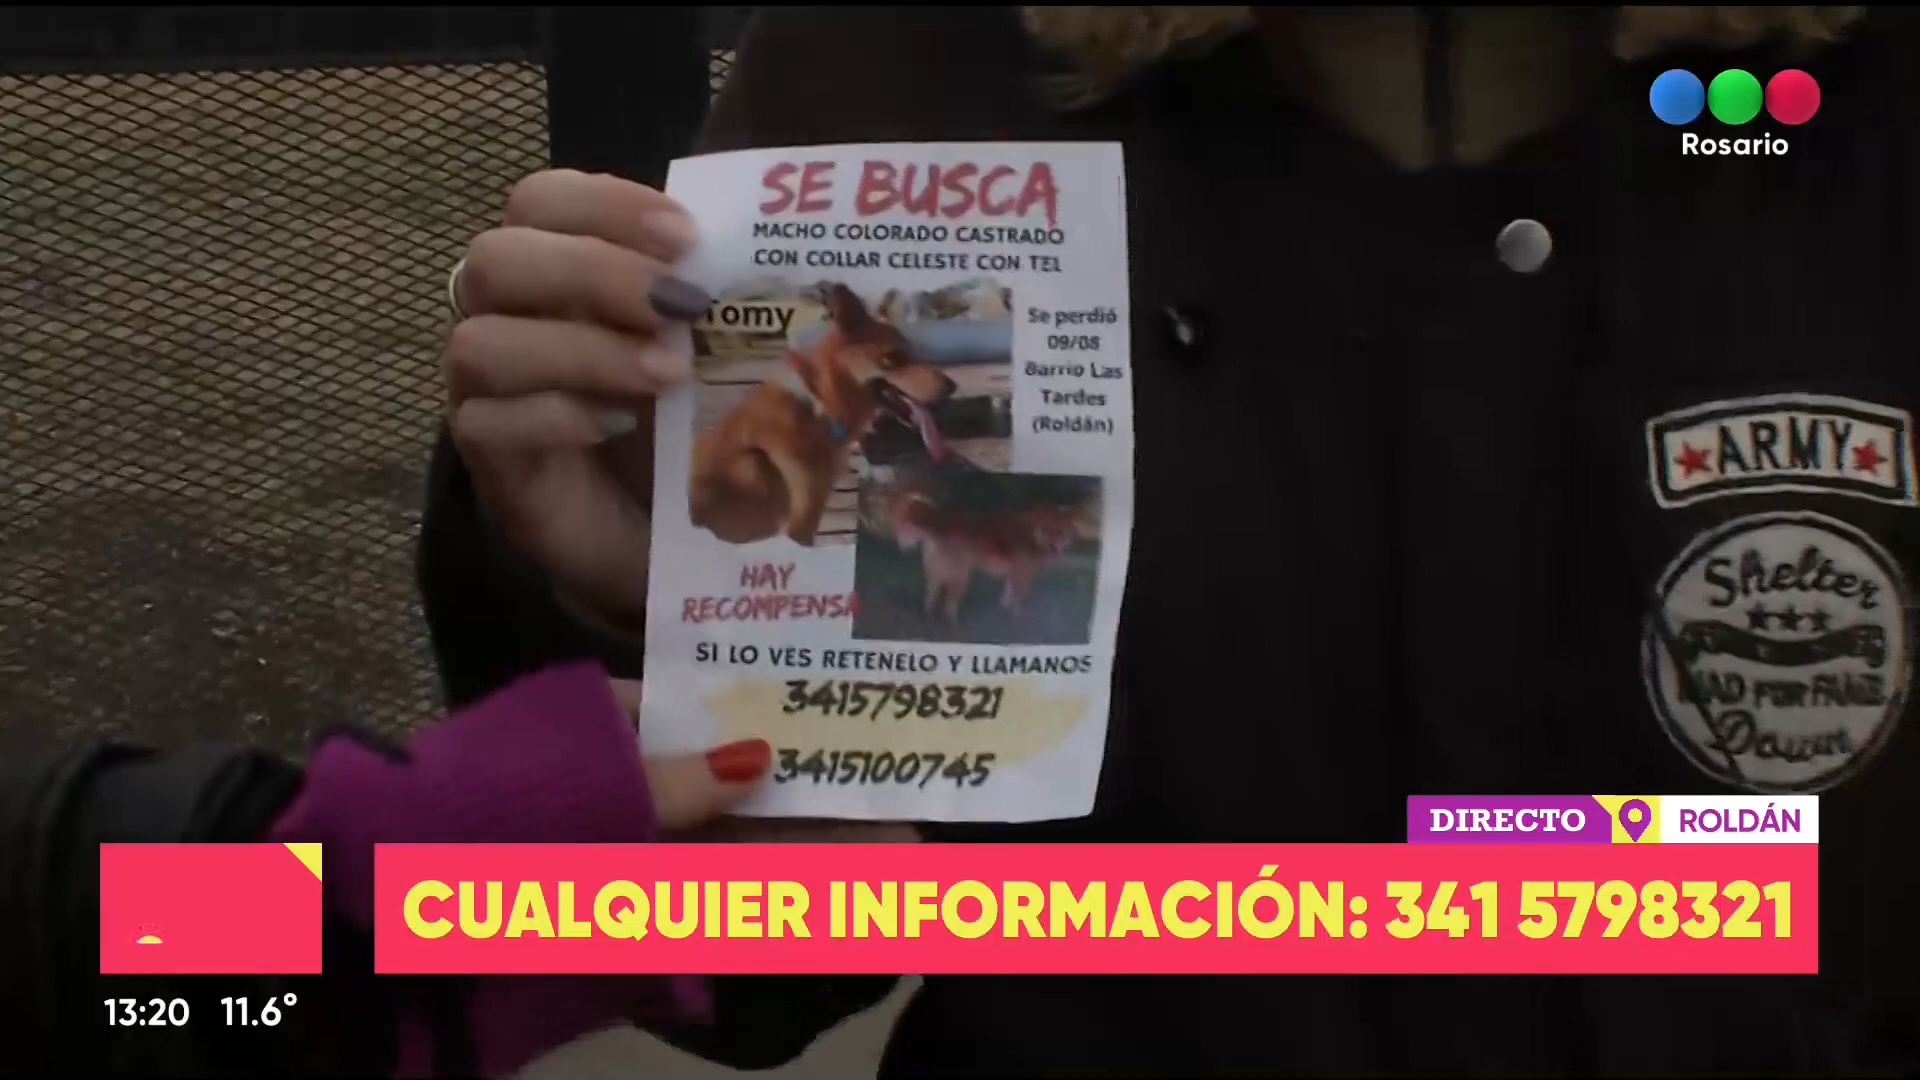 Rosario
SE BUSCA
MACHO COLORADO CASTRADO
CON COLLAR CELESTE CON TEL
Tomy
Se perdió
09/08
Barrio Las
Tardes
(Roldán)
HAY
RECOMPENSA
SI LO VES RETENELO Y LLAMANOS
3415798321
3415100745
ARMY
Shelter
Down
DIRECTO
ROLDÁN
CUALQUIER INFORMACIÓN: 341 5798321
13:20 11.6°